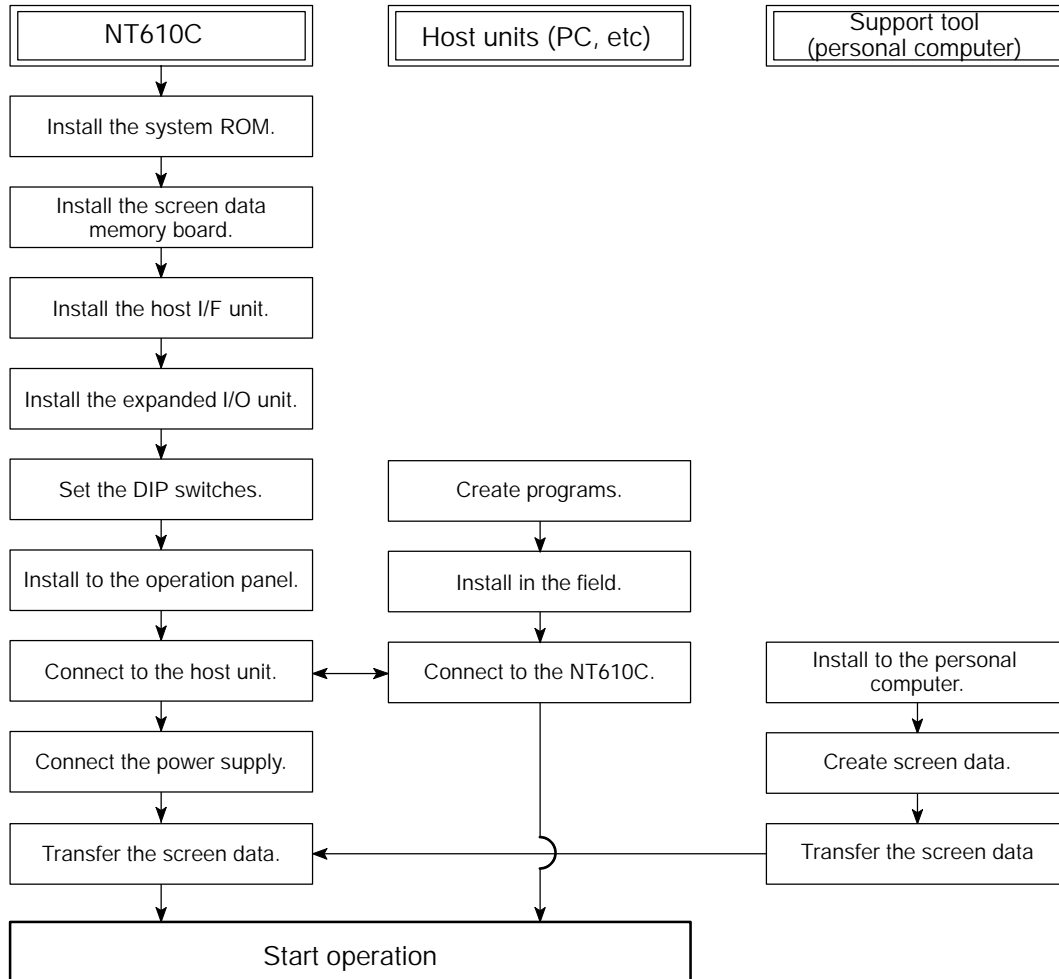 NT610C
Host units (PC, etc)
Support tool
(personal computer)
Install the system ROM.
Install the screen data
memory board.
Install the host I/F unit.
Install the expanded I/O unit.
Set the DIP switches.
Create programs.
Install to the operation panel.
Install in the field.
Connect to the host unit.
Connect to the NT610C.
Install to the personal
computer.
Connect the power supply.
Create screen data.
Transfer the screen data.
Transfer the screen data
Start operation